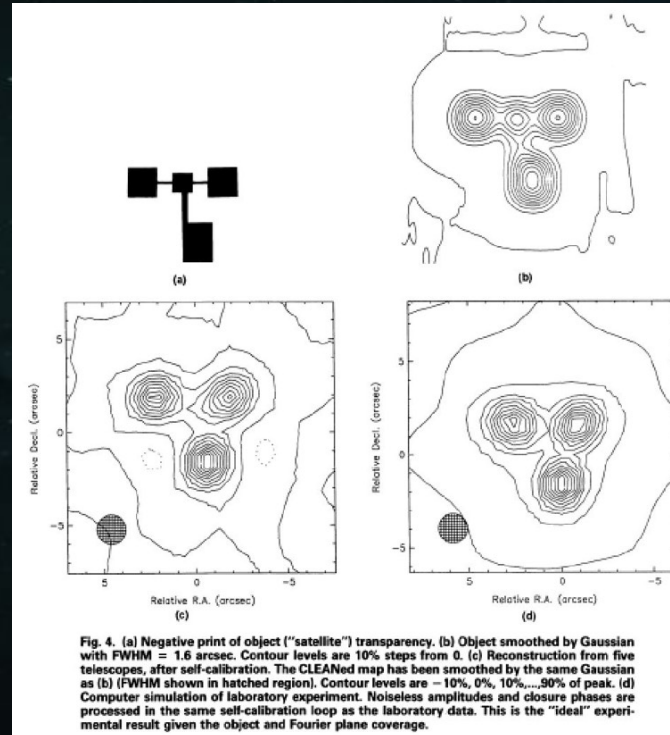 (a)
(b)
5
0
-5
Relative Decl. (arcsec)
5
0
-5
Relative R.A. (arcsec)
(c)
5
0
-5
Relative Decl. (arcsec)
5
0
-5
Relative R.A. (arcsec)
(d)
Fig. 4. (a) Negative print of object ("satellite") transparency. (b) Object smoothed by Gaussian
with FWHM = 1.6 arcsec. Contour levels are 10% steps from 0. (c) Reconstruction from five
telescopes, after self-calibration. The CLEANed map has been smoothed by the same Gaussian
as (b) (FWHM shown in hatched region). Contour levels are −10%, 0%, 10%,...,90% of peak. (d)
Computer simulation of laboratory experiment. Noiseless amplitudes and closure phases are
processed in the same self-calibration loop as the laboratory data. This is the "ideal" experi-
mental result given the object and Fourier plane coverage.